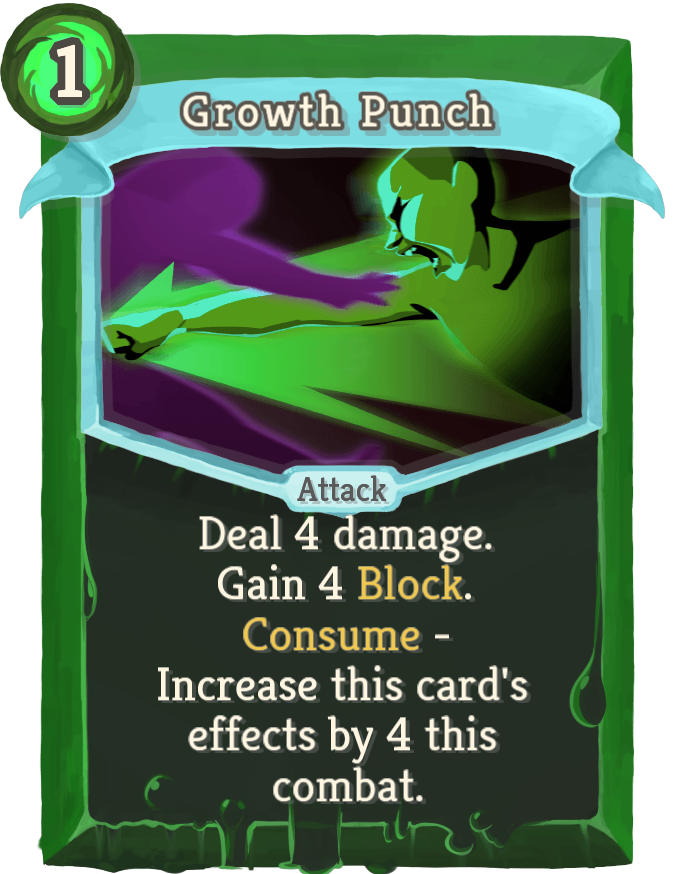 1
Growth Punch
Attack
Deal 4 damage.
Gain 4 Block.
Consume -
Increase this card's
effects by 4 this
combat.